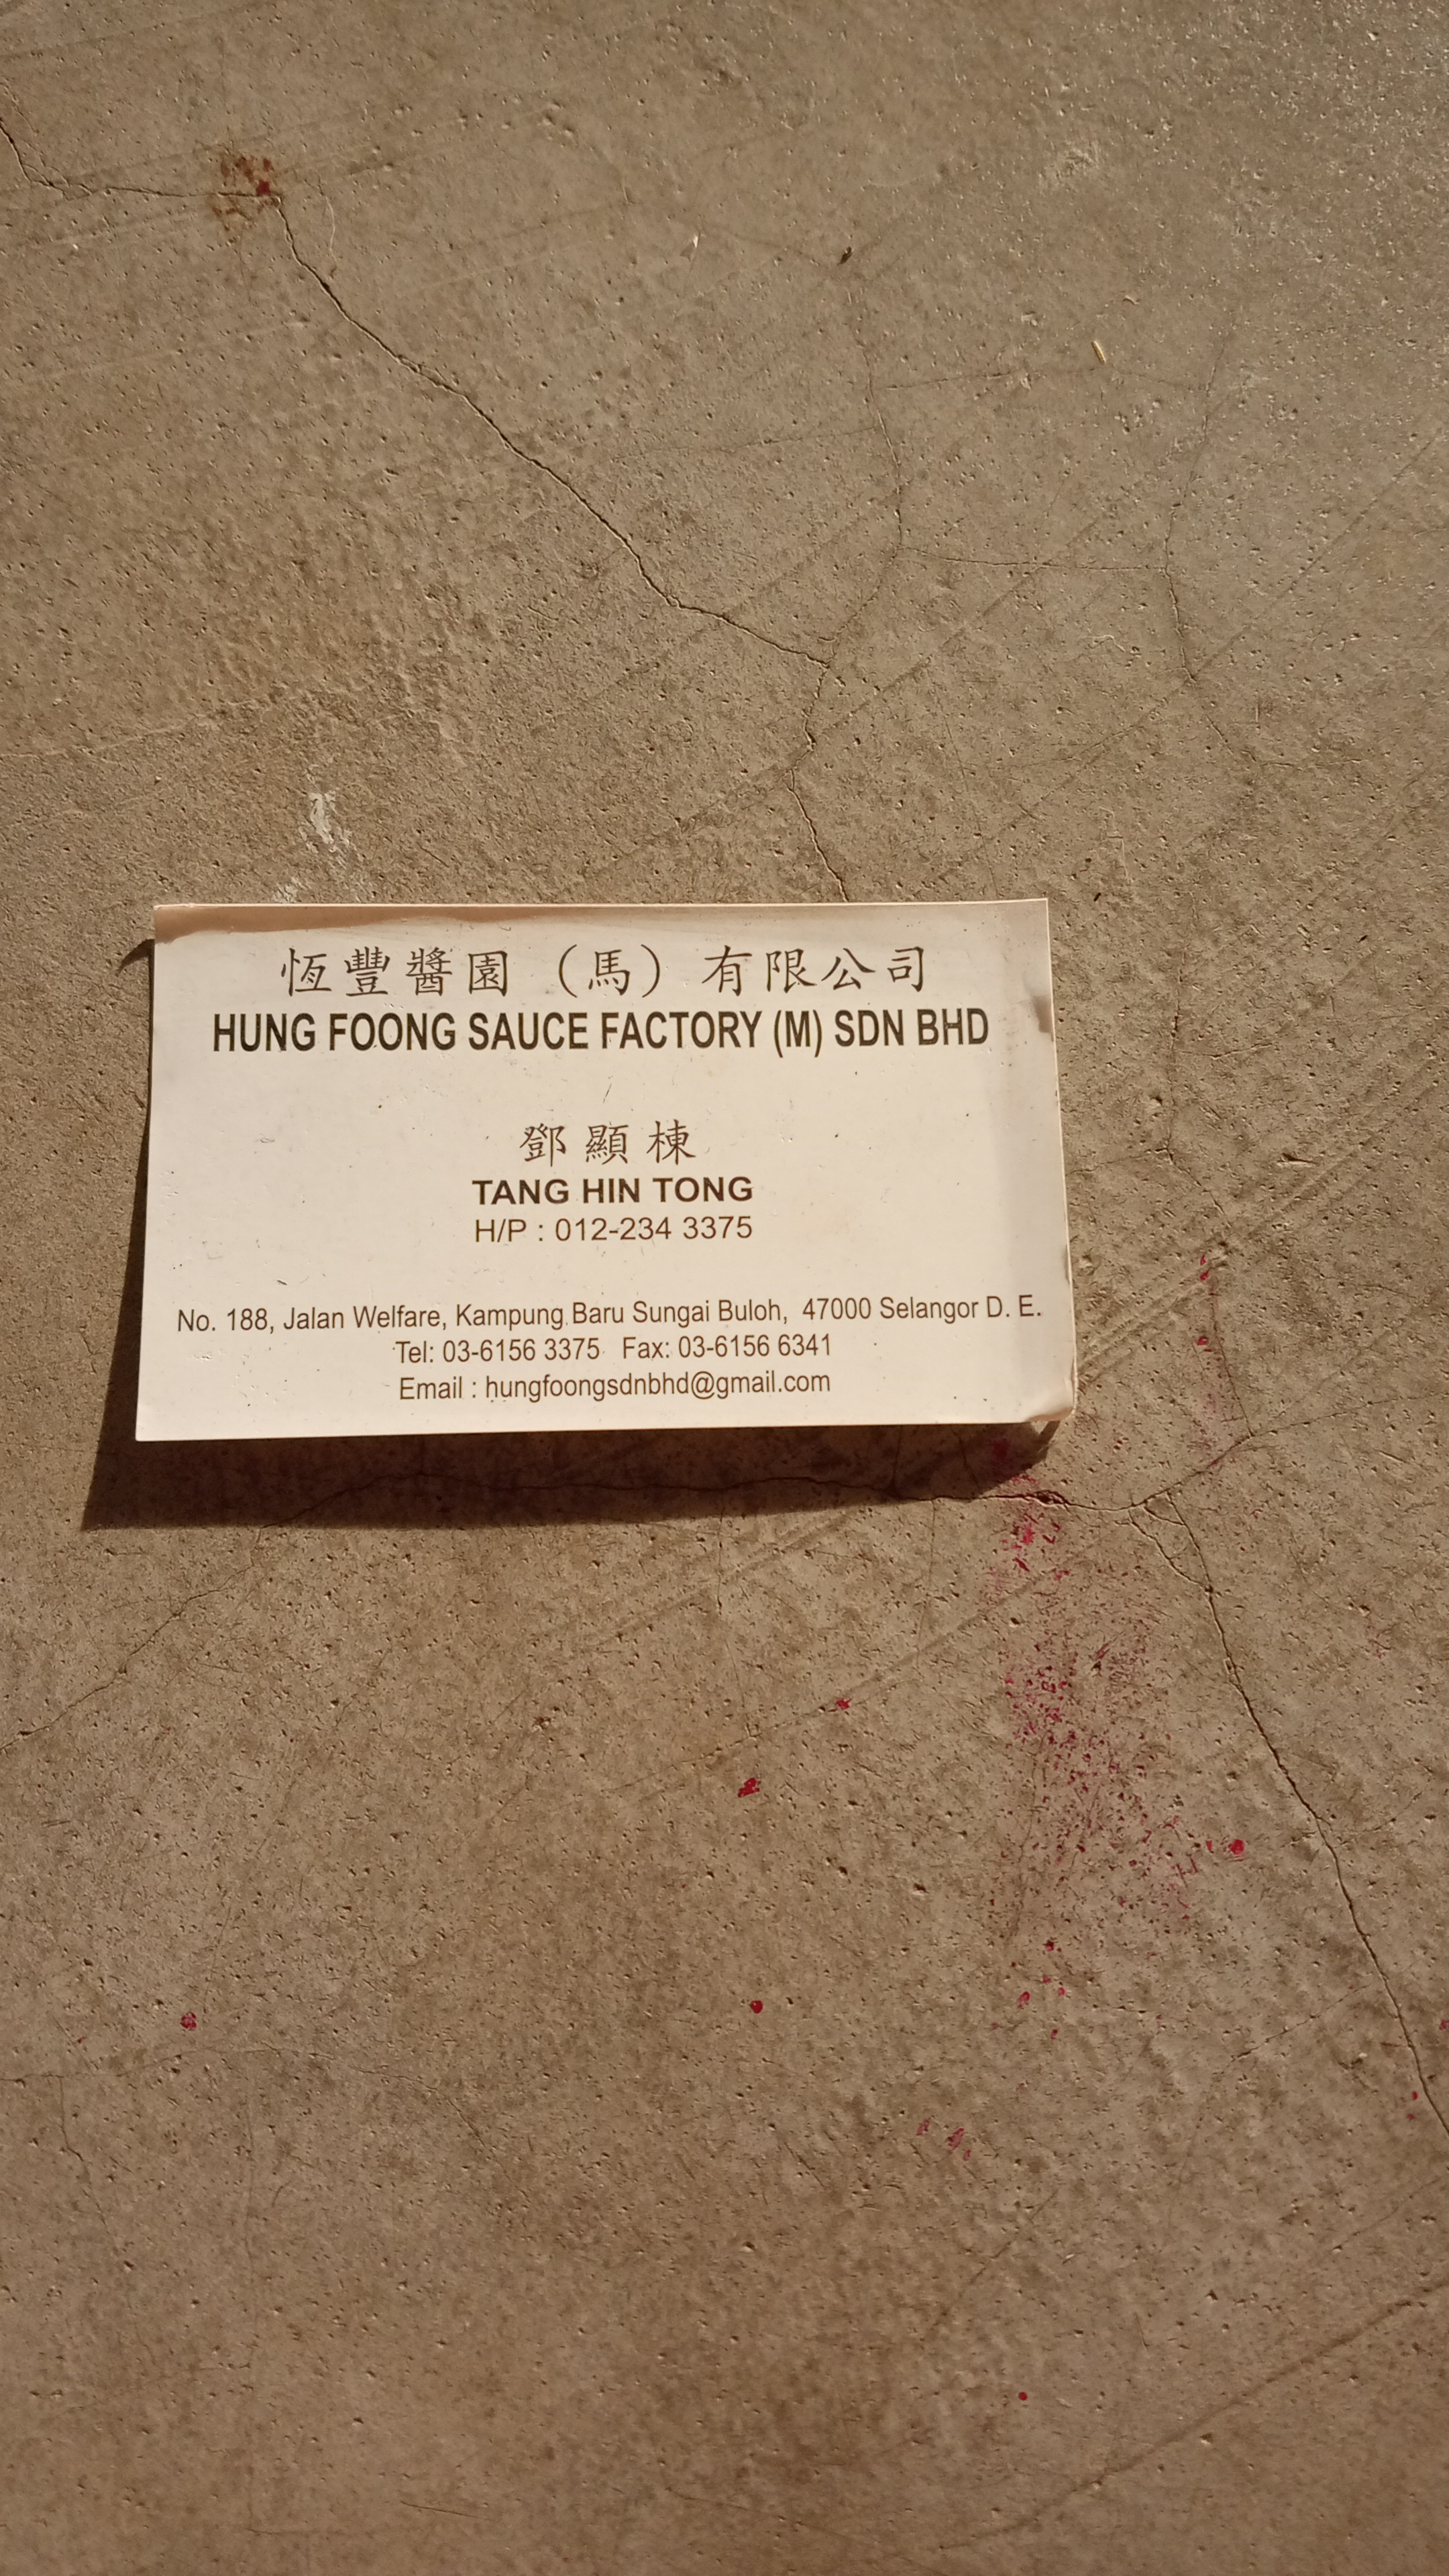 恆豐醬園（馬）有限公司
HUNG FOONG SAUCE FACTORY (M) SDN BHD
鄧顯棟
TANG HIN TONG
H/P : 012-234 3375
No. 188, Jalan Welfare, Kampung Baru Sungai Buloh, 47000 Selangor D. E.
Tel: 03-6156 3375 Fax: 03-6156 6341
Email : hungfoongsdnbhd@gmail.com